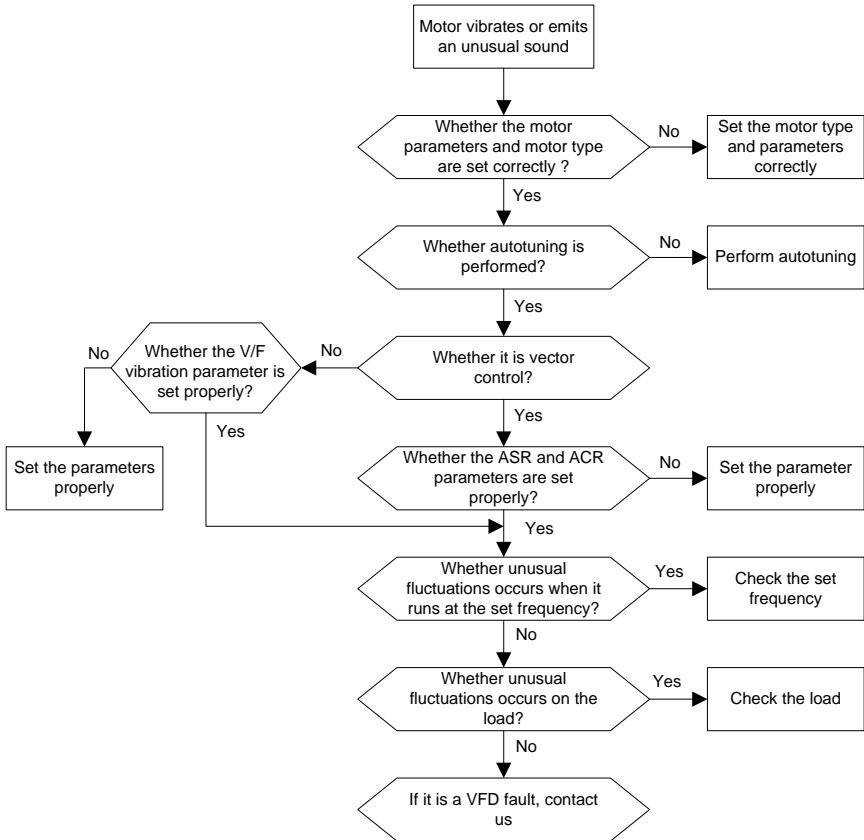 Motor vibrates or emits
an unusual sound
Whether the motor
parameters and motor type
are set correctly ?
No
Set the motor type
and parameters
correctly
Yes
Whether autotuning is
performed?
No
Perform autotuning
Yes
Whether it is vector
control?
No
Whether the V/F
vibration parameter is
set properly?
No
Set the parameters
properly
Yes
Yes
Whether the ASR and ACR
parameters are set
properly?
No
Set the parameter
properly
Yes
Whether unusual
fluctuations occurs when it
runs at the set frequency?
Yes
Check the set
frequency
No
Whether unusual
fluctuations occurs on the
load?
Yes
Check the load
No
If it is a VFD fault, contact
us